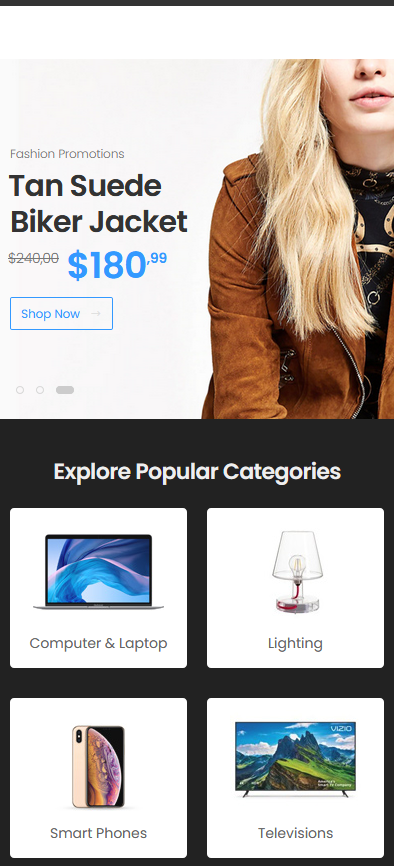 Fashion Promotions
Tan Suede
Biker Jacket
$240,00 $180,99
Shop Now →
Explore Popular Categories
Computer & Laptop
Lighting
VIZIO
Smart Phones
Televisions